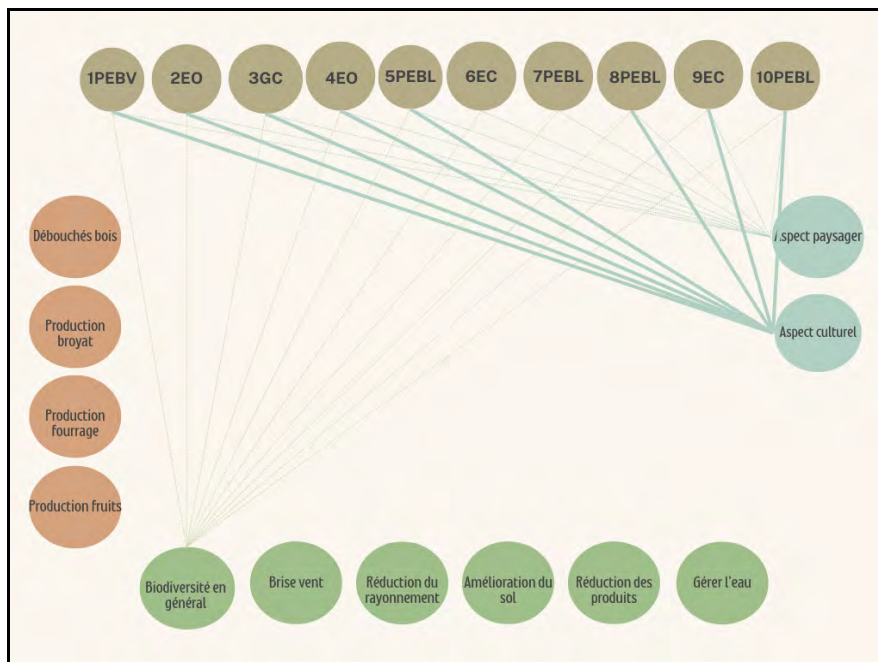 1PEBV
2EO
3GC
4EO
5PEBL
6EC
7PEBL
8PEBL
9EC
10PEBL
Débouchés bois
Aspect paysager
Production
broyat
Aspect culturel
Production
fourrage
Production fruits
Biodiversité en
général
Brise vent
Réduction du
rayonnement
Amélioration du
sol
Réduction des
produits
Gérer l'eau